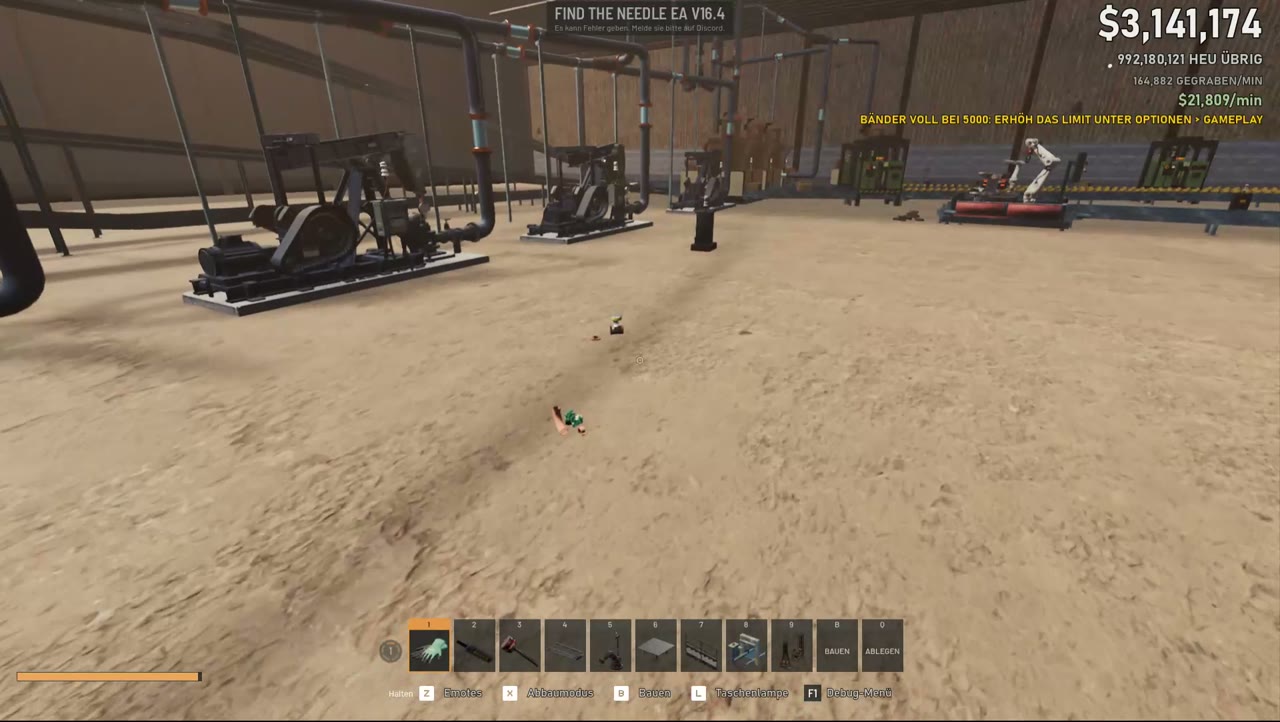 FIND THE NEEDLE EA V16.4
Es kann Fehler geben. Melde sie bitte auf Discord.
$3,141,174
992,180,121 HEU ÜBRIG
164,882 GEGRABEN/MIN
$21,809/min
BÄNDER VOLL BEI 5000: ERHÖH DAS LIMIT UNTER OPTIONEN > GAMEPLAY
1 2 3 4 5 6 7 8 9 B 0
1 BAUEN ABLEGEN
Halten Z Emotes X Abbaumodus B Bauen L Taschenlampe F1 Debug-Menü